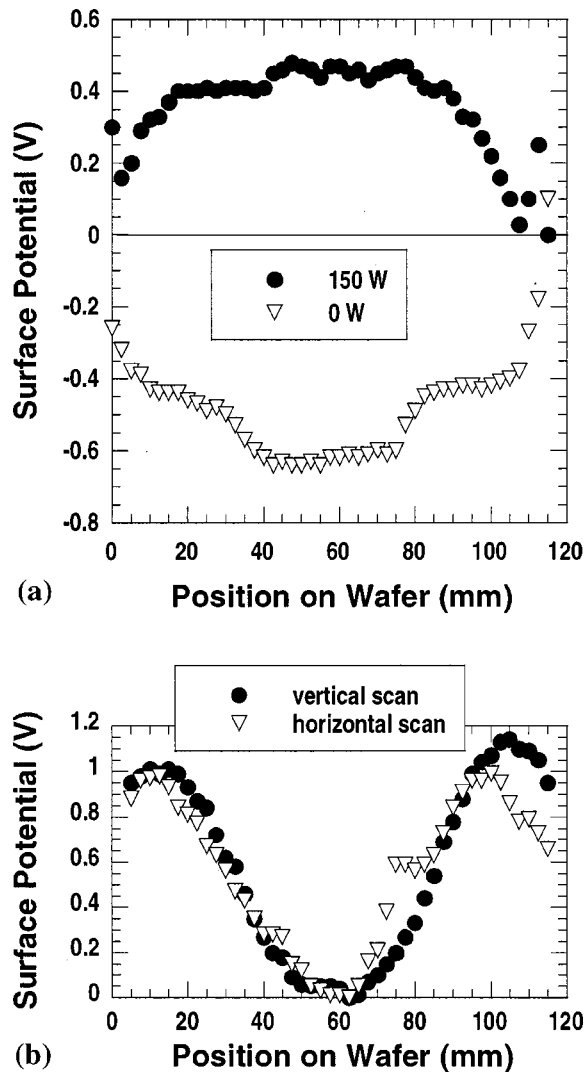 0.6
0.4
0.2
0
-0.2
-0.4
-0.6
-0.8
Surface Potential (V)
150 W
0 W
0 20 40 60 80 100 120
(a) Position on Wafer (mm)
vertical scan
horizontal scan
1.2
1
0.8
0.6
0.4
0.2
0
Surface Potential (V)
0 20 40 60 80 100 120
(b) Position on Wafer (mm)